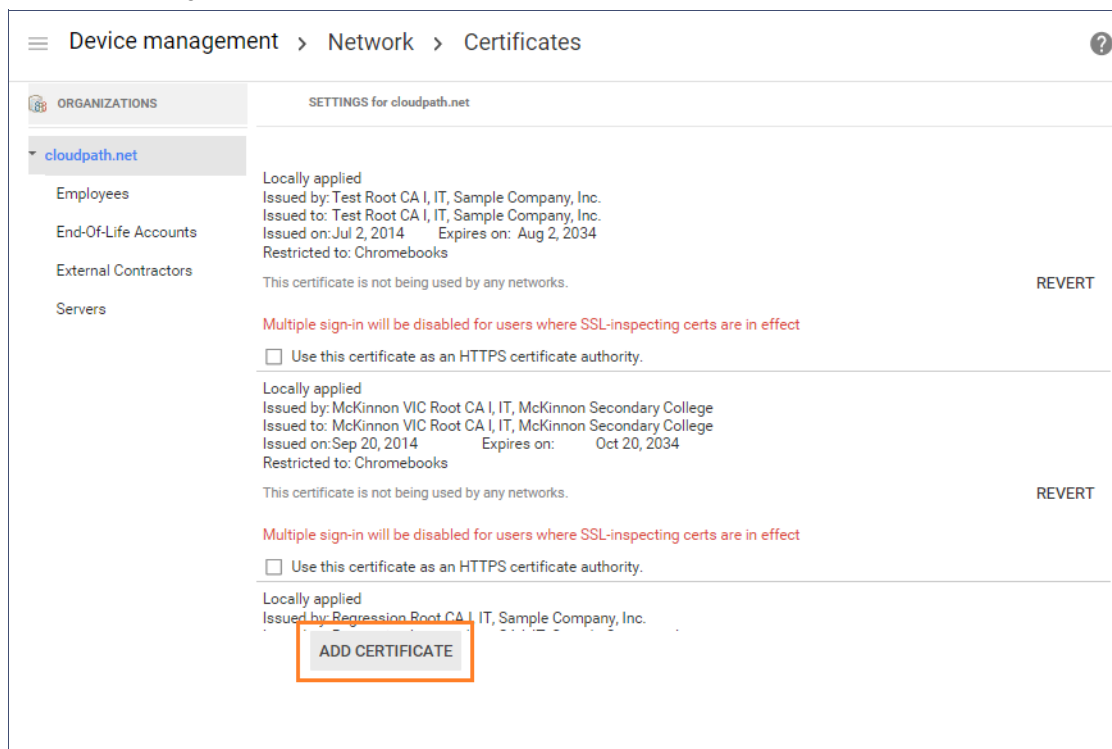 Device management > Network > Certificates
ORGANIZATIONS
SETTINGS for cloudpath.net
cloudpath.net
Employees
End-Of-Life Accounts
External Contractors
Servers
Locally applied
Issued by: Test Root CA I, IT, Sample Company, Inc.
Issued to: Test Root CA I, IT, Sample Company, Inc.
Issued on:Jul 2, 2014 Expires on: Aug 2, 2034
Restricted to: Chromebooks
This certificate is not being used by any networks.
REVERT
Multiple sign-in will be disabled for users where SSL-inspecting certs are in effect
Use this certificate as an HTTPS certificate authority.
Locally applied
Issued by: McKinnon VIC Root CA I, IT, McKinnon Secondary College
Issued to: McKinnon VIC Root CA I, IT, McKinnon Secondary College
Issued on:Sep 20, 2014 Expires on: Oct 20, 2034
Restricted to: Chromebooks
This certificate is not being used by any networks.
REVERT
Multiple sign-in will be disabled for users where SSL-inspecting certs are in effect
Use this certificate as an HTTPS certificate authority.
Locally applied
Issued by: Regression Root CA I, IT, Sample Company, Inc.
ADD CERTIFICATE